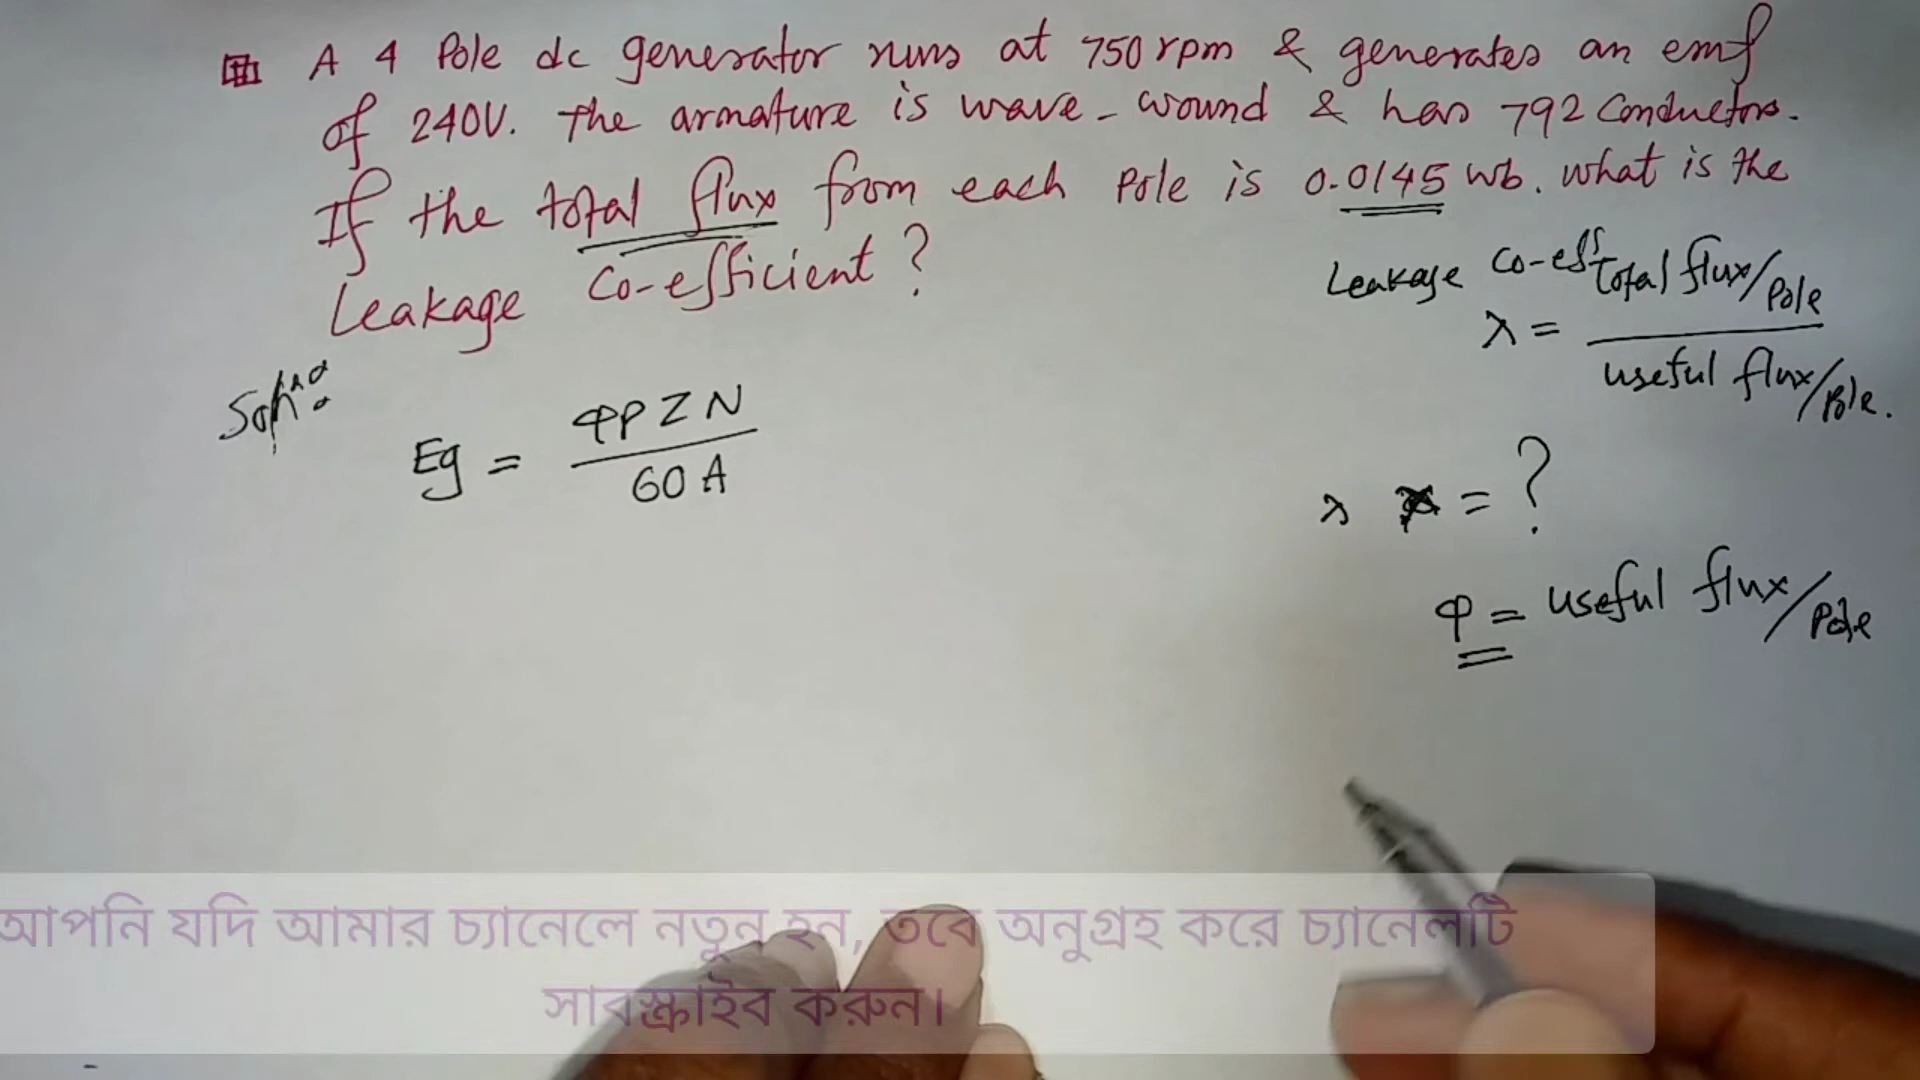 A 4 Pole dc generator runs at 750 rpm & generates an emf
of 240V. The armature is wave-wound & has 792 Conductors.
If the total flux from each pole is 0.0145 wb. what is the
Leakage Co-efficient ?
Leakage co-eff
λ = total flux/Pole
useful flux/Pole.
Soln:
Eg = φPZN
60A
λ = ?
φ = useful flux/Pole
আপনি যদি আমার চ্যানেলে নতুন হন, তবে অনুগ্রহ করে চ্যানেলটি
সাবস্ক্রাইব করুন।